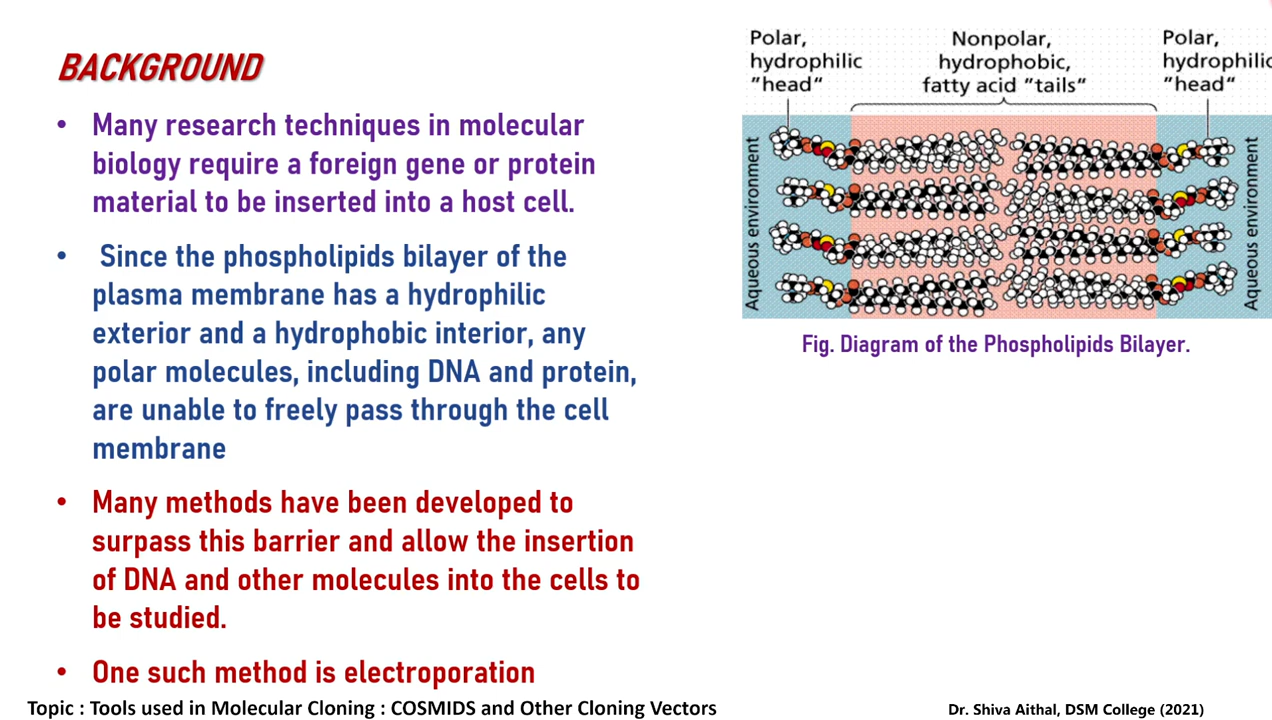 BACKGROUND
• Many research techniques in molecular
biology require a foreign gene or protein
material to be inserted into a host cell.
• Since the phospholipids bilayer of the
plasma membrane has a hydrophilic
exterior and a hydrophobic interior, any
polar molecules, including DNA and protein,
are unable to freely pass through the cell
membrane
• Many methods have been developed to
surpass this barrier and allow the insertion
of DNA and other molecules into the cells to
be studied.
• One such method is electroporation
Polar,
hydrophilic
"head"
Nonpolar,
hydrophobic,
fatty acid "tails"
Polar,
hydrophilic
"head"
Aqueous environment
Aqueous environment
Fig. Diagram of the Phospholipids Bilayer.
Topic : Tools used in Molecular Cloning : COSMIDS and Other Cloning Vectors
Dr. Shiva Aithal, DSM College (2021)